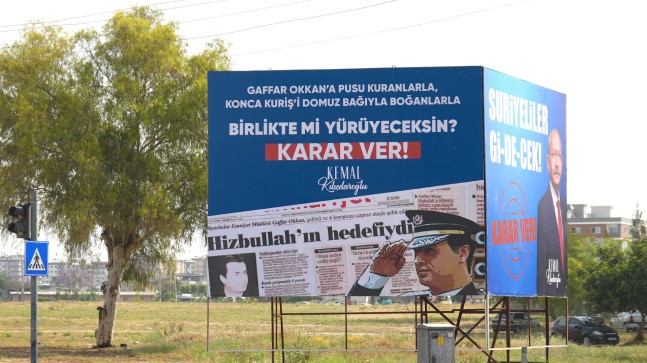 GAFFAR OKKAN'A PUSU KURANLARLA,
KONCA KURİŞ'İ DOMUZ BAĞIYLA BOĞANLARLA
BİRLİKTE Mİ YÜRÜYECEKSİN?
KARAR VER!
KEMAL
Kılıçdaroğlu
Hizbullah'ın hedefiydi
SURİYELİLER
Gİ-DE-CEK!
KARAR VER!
KEMAL